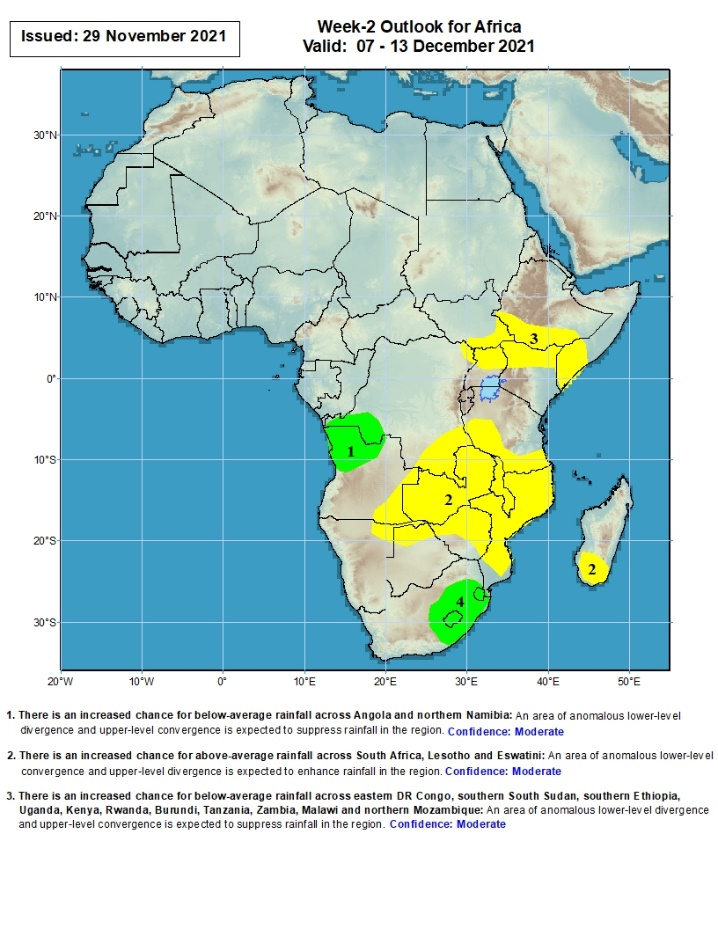 Issued: 29 November 2021
Week-2 Outlook for Africa
Valid: 07 - 13 December 2021
30°N
20°N
10°N
0°
10°S
20°S
30°S
3
1
2
2
4
20°W 10°W 0° 10°E 20°E 30°E 40°E 50°E
1. There is an increased chance for below-average rainfall across Angola and northern Namibia: An area of anomalous lower-level
divergence and upper-level convergence is expected to suppress rainfall in the region. Confidence: Moderate
2. There is an increased chance for above-average rainfall across South Africa, Lesotho and Eswatini: An area of anomalous lower-level
convergence and upper-level divergence is expected to enhance rainfall in the region. Confidence: Moderate
3. There is an increased chance for below-average rainfall across eastern DR Congo, southern South Sudan, southern Ethiopia,
Uganda, Kenya, Rwanda, Burundi, Tanzania, Zambia, Malawi and northern Mozambique: An area of anomalous lower-level divergence
and upper-level convergence is expected to suppress rainfall in the region. Confidence: Moderate